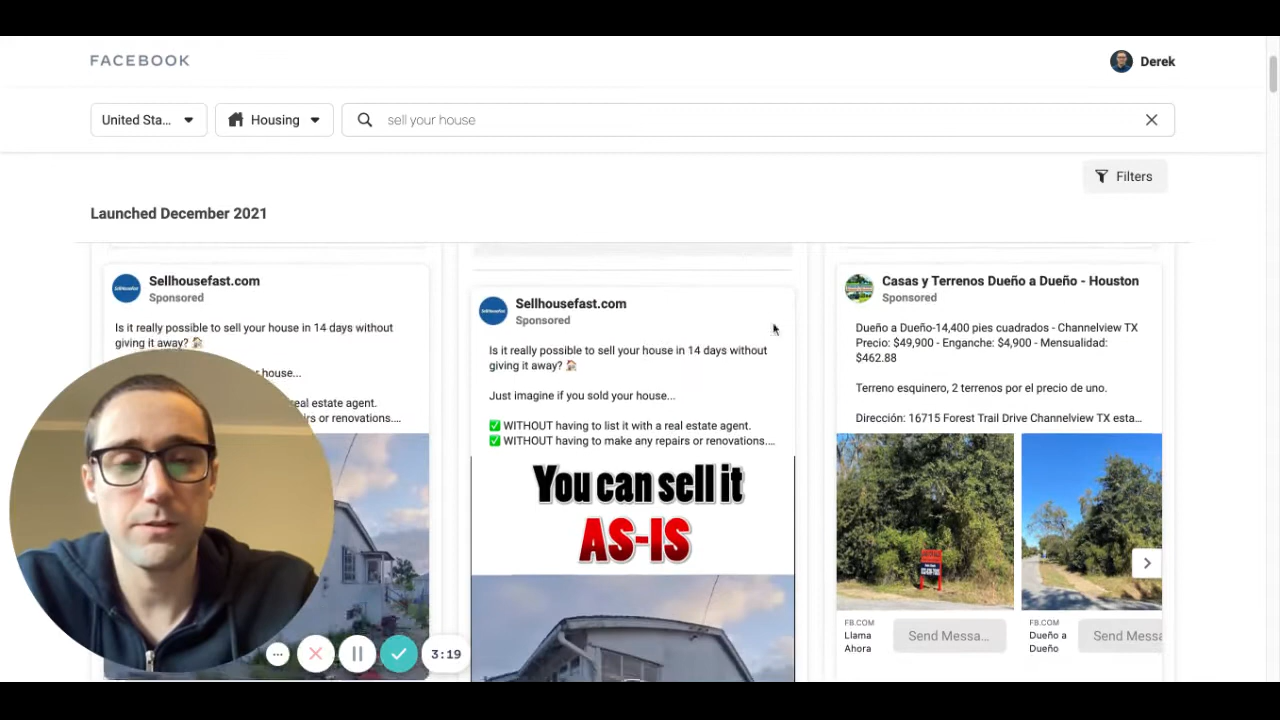 FACEBOOK
Derek
United Sta...
Housing
sell your house
Filters
Launched December 2021
Sellhousefast.com
Sponsored
Is it really possible to sell your house in 14 days without
giving it away? 🏠
house...
real estate agent.
irs or renovations....
Sellhousefast.com
Sponsored
Is it really possible to sell your house in 14 days without
giving it away? 🏠
Just imagine if you sold your house...
✅ WITHOUT having to list it with a real estate agent.
✅ WITHOUT having to make any repairs or renovations....
You can sell it
AS-IS
Casas y Terrenos Dueño a Dueño - Houston
Sponsored
Dueño a Dueño-14,400 pies cuadrados - Channelview TX
Precio: $49,900 - Enganche: $4,900 - Mensualidad:
$462.88
Terreno esquinero, 2 terrenos por el precio de uno.
Dirección: 16715 Forest Trail Drive Channelview TX esta...
FB.COM
Llama
Ahora
Send Messa...
FB.COM
Dueño a
Dueño
Send Messa
3:19